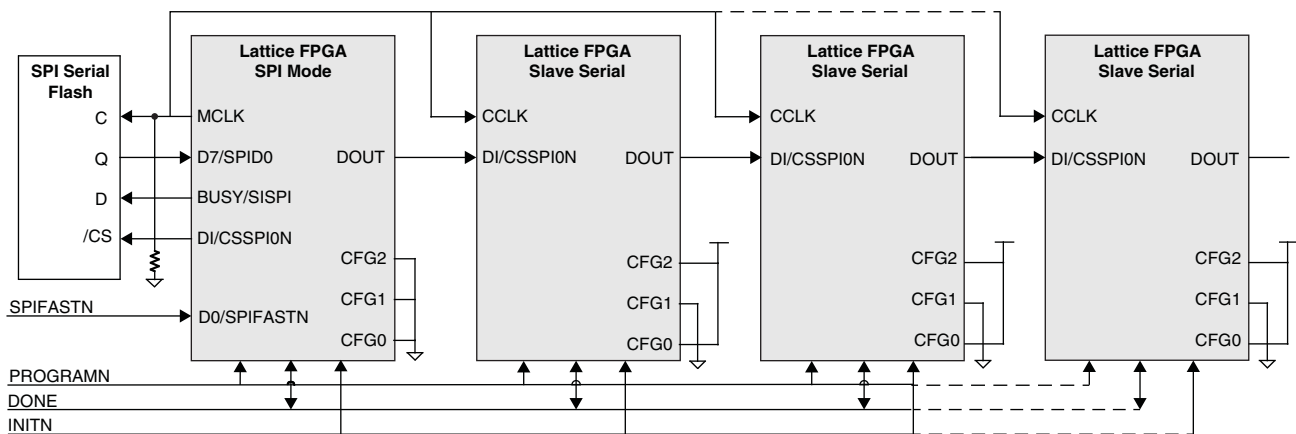 SPI Serial
Flash
C
Q
D
/CS
Lattice FPGA
SPI Mode
MCLK
D7/SPID0
DOUT
BUSY/SISPI
DI/CSSPI0N
CFG2
CFG1
D0/SPIFASTN
CFG0
Lattice FPGA
Slave Serial
CCLK
DI/CSSPI0N
DOUT
CFG2
CFG1
CFG0
Lattice FPGA
Slave Serial
CCLK
DI/CSSPI0N
DOUT
CFG2
CFG1
CFG0
Lattice FPGA
Slave Serial
CCLK
DI/CSSPI0N
DOUT
CFG2
CFG1
CFG0
SPIFASTN
PROGRAMN
DONE
INITN